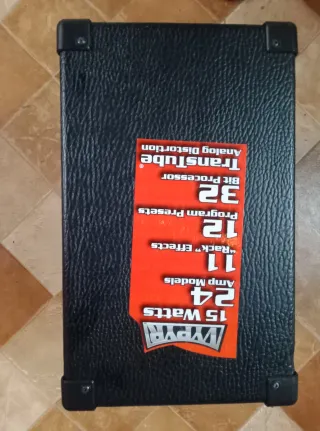 VYPYR
15 Watts
24
Amp Models
11
"Rack" Effects
12
Program Presets
32
Bit Processor
TransTube®
Analog Distortion